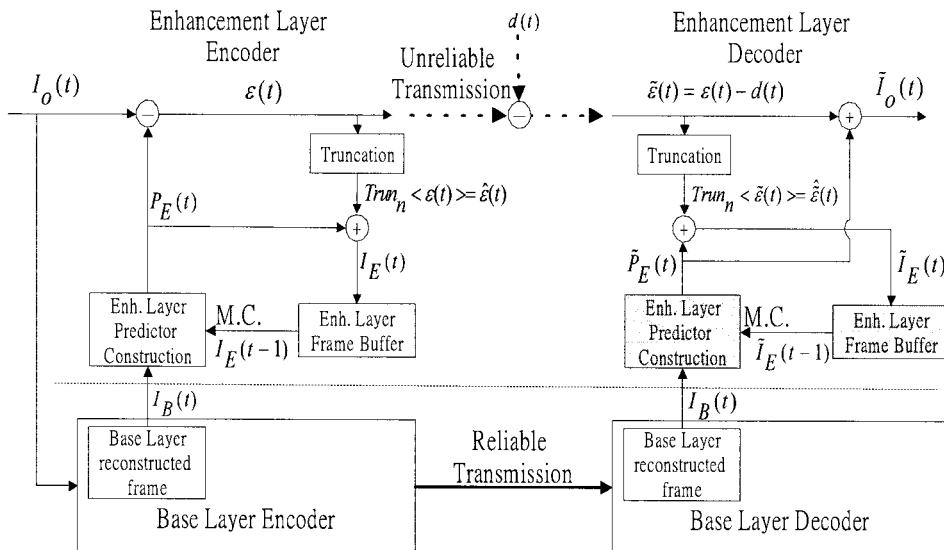 Enhancement Layer
Encoder
d(t)
Enhancement Layer
Decoder
Unreliable
Transmission
I_o(t)
−
ε(t)
−
ε̃(t) = ε(t) − d(t)
+
Ĩ_o(t)
Truncation
Trun_n < ε(t) >= ε̂(t)
P_E(t)
+
I_E(t)
Truncation
Trun_n < ε̃(t) >= ε̃̂(t)
+
P̃_E(t)
Ĩ_E(t)
Enh. Layer
Predictor
Construction
M.C.
I_E(t−1)
Enh. Layer
Frame Buffer
Enh. Layer
Predictor
Construction
M.C.
Ĩ_E(t−1)
Enh. Layer
Frame Buffer
I_B(t)
I_B(t)
Base Layer
reconstructed
frame
Base Layer Encoder
Reliable
Transmission
Base Layer
reconstructed
frame
Base Layer Decoder